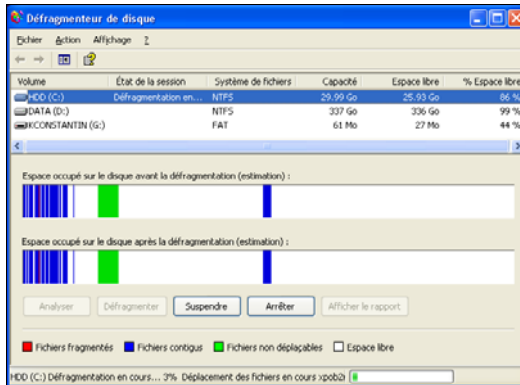 Défragmenteur de disque
Fichier Action Affichage ?
Volume État de la session Système de fichiers Capacité Espace libre % Espace libre
HDD (C:) Défragmentation en... NTFS 29.99 Go 25.93 Go 86 %
DATA (D:) NTFS 337 Go 336 Go 99 %
KCONSTANTIN (G:) FAT 61 Mo 27 Mo 44 %
Espace occupé sur le disque avant la défragmentation (estimation) :
Espace occupé sur le disque après la défragmentation (estimation) :
Analyser Défragmenter Suspendre Arrêter Afficher le rapport
Fichiers fragmentés Fichiers contigus Fichiers non déplaçables Espace libre
HDD (C:) Défragmentation en cours... 3% Déplacement des fichiers en cours